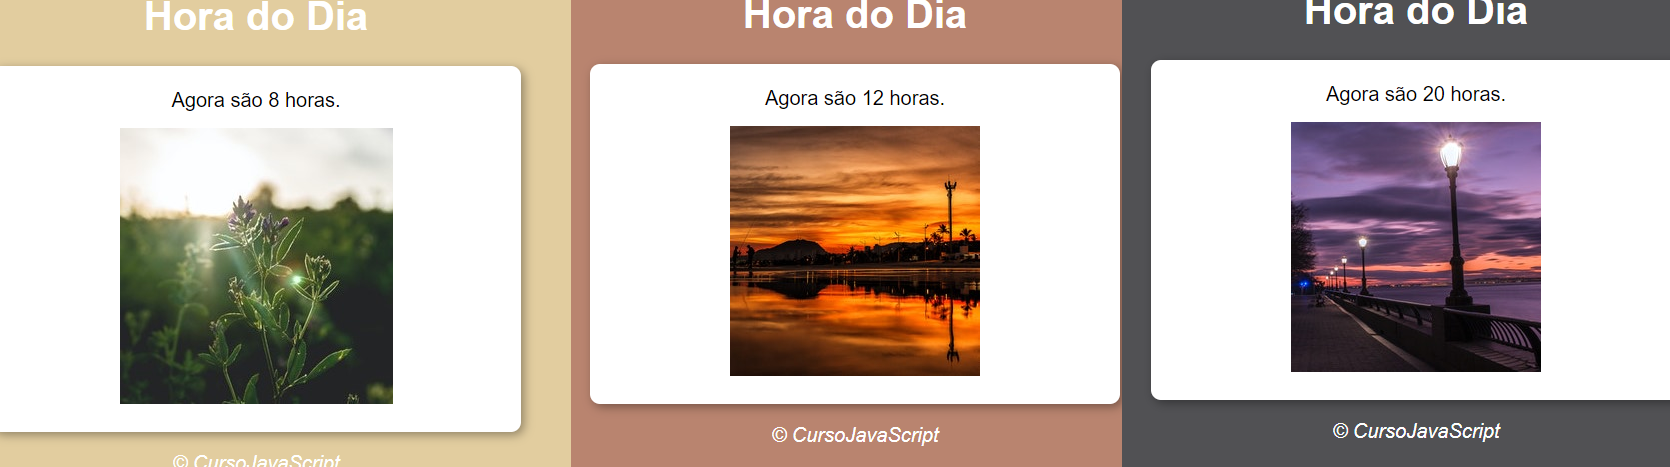 Hora do Dia
Agora são 8 horas.
© CursoJavaScript
Hora do Dia
Agora são 12 horas.
© CursoJavaScript
Hora do Dia
Agora são 20 horas.
© CursoJavaScript